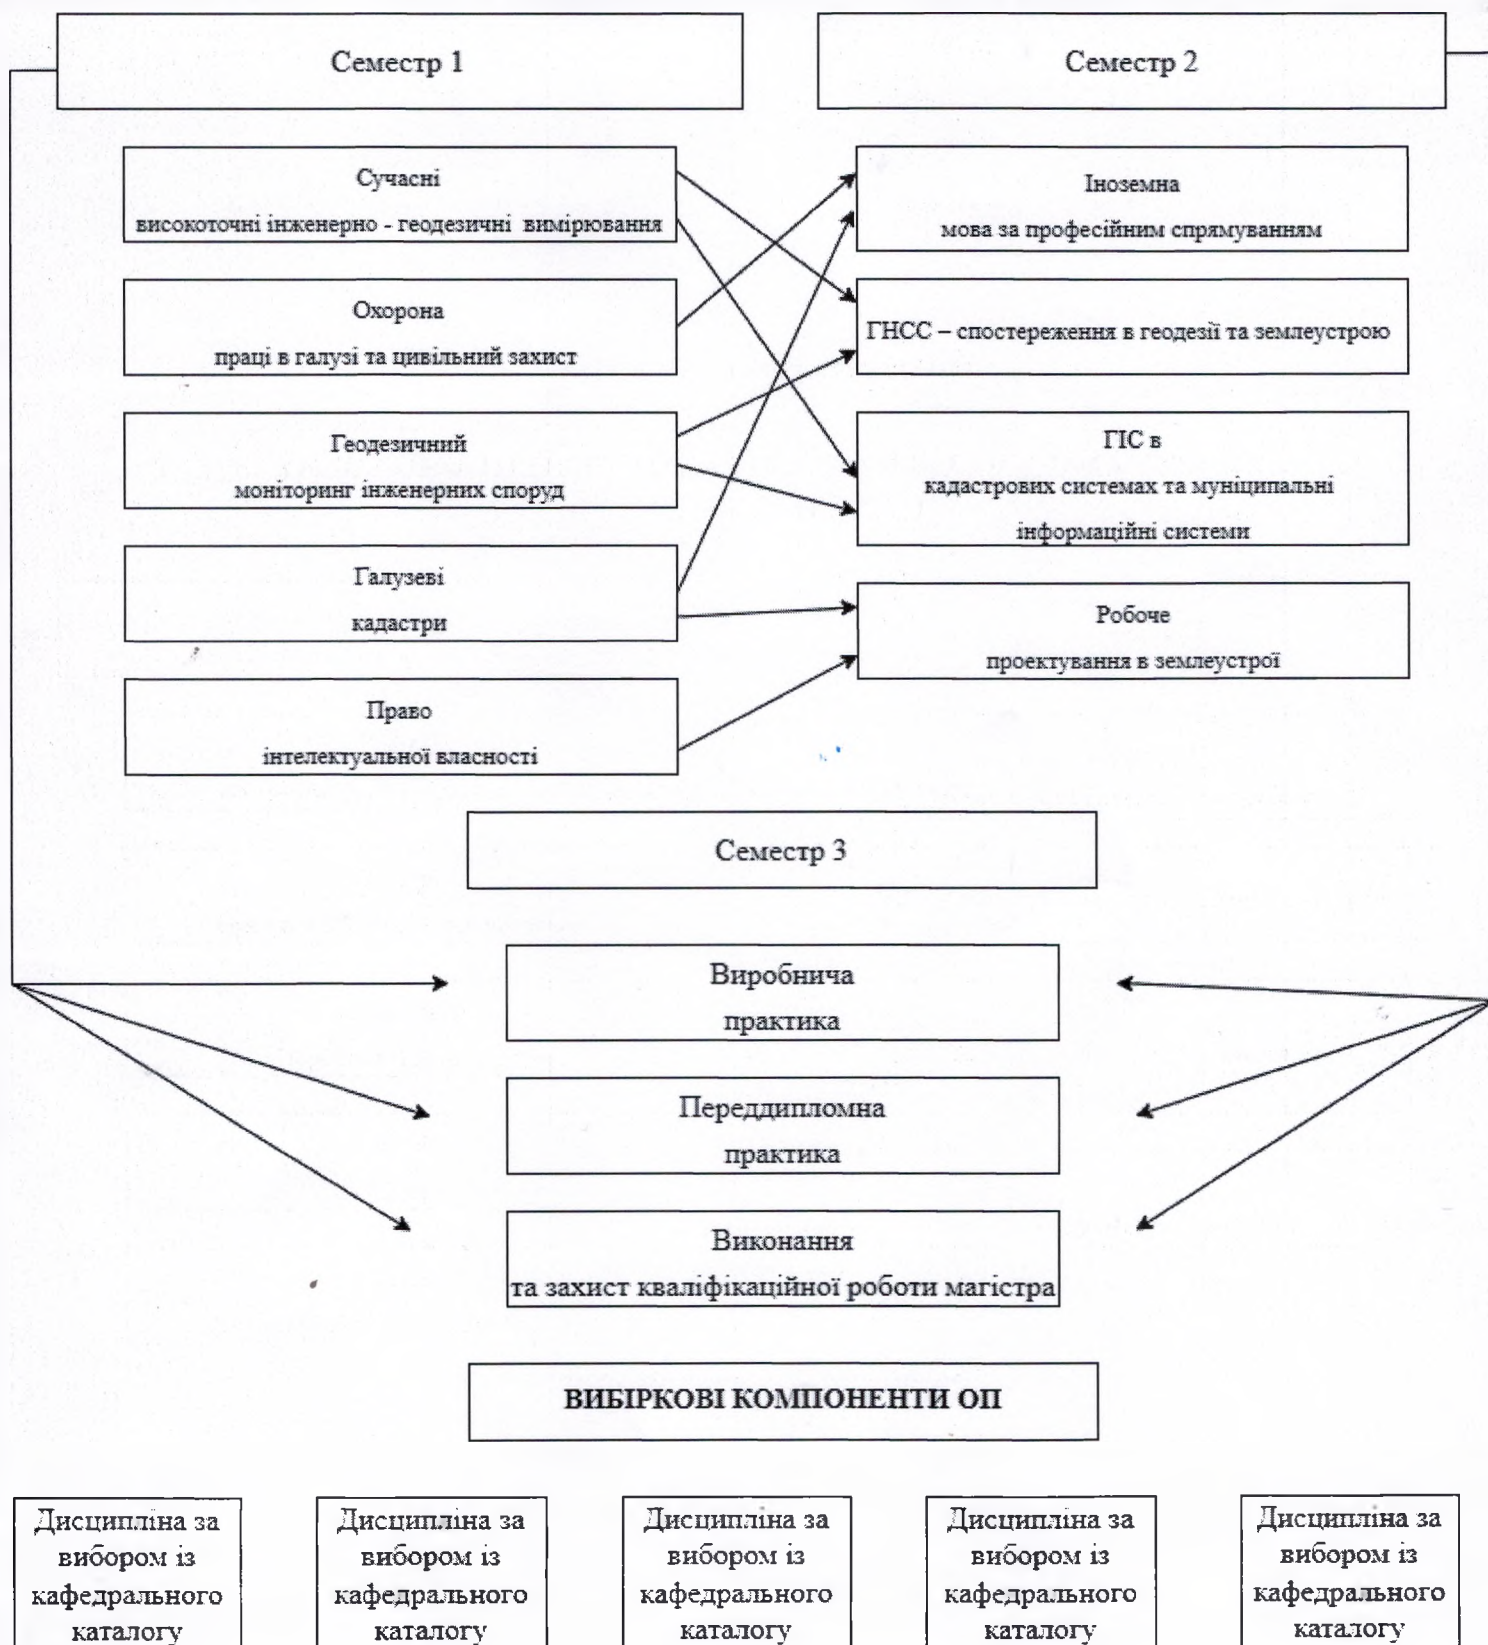 Семестр 1
Семестр 2
Сучасні
високоточні інженерно - геодезичні вимірювання
Охорона
праці в галузі та цивільний захист
Геодезичний
моніторинг інженерних споруд
Галузеві
кадастри
Право
інтелектуальної власності
Іноземна
мова за професійним спрямуванням
ГНСС – спостереження в геодезії та землеустрою
ГІС в
кадастрових системах та муніципальні
інформаційні системи
Робоче
проектування в землеустрої
Семестр 3
Виробнича
практика
Переддипломна
практика
Виконання
та захист кваліфікаційної роботи магістра
ВИБІРКОВІ КОМПОНЕНТИ ОП
Дисципліна за
вибором із
кафедрального
каталогу
Дисципліна за
вибором із
кафедрального
каталогу
Дисципліна за
вибором із
кафедрального
каталогу
Дисципліна за
вибором із
кафедрального
каталогу
Дисципліна за
вибором із
кафедрального
каталогу